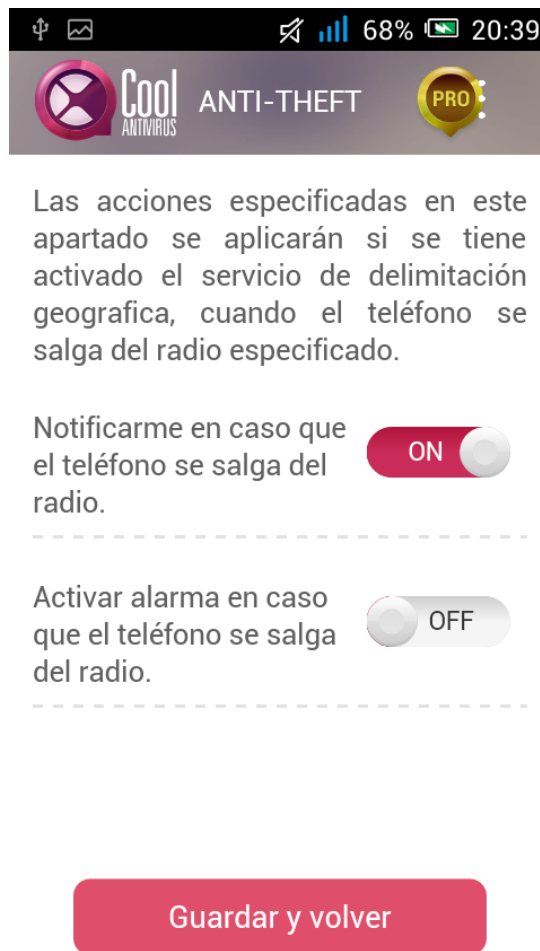 68% 20:39
Cool
ANTIVIRUS
ANTI-THEFT
PRO
Las acciones especificadas en este
apartado se aplicarán si se tiene
activado el servicio de delimitación
geografica, cuando el teléfono se
salga del radio especificado.
Notificarme en caso que
el teléfono se salga del
radio.
ON
Activar alarma en caso
que el teléfono se salga
del radio.
OFF
Guardar y volver